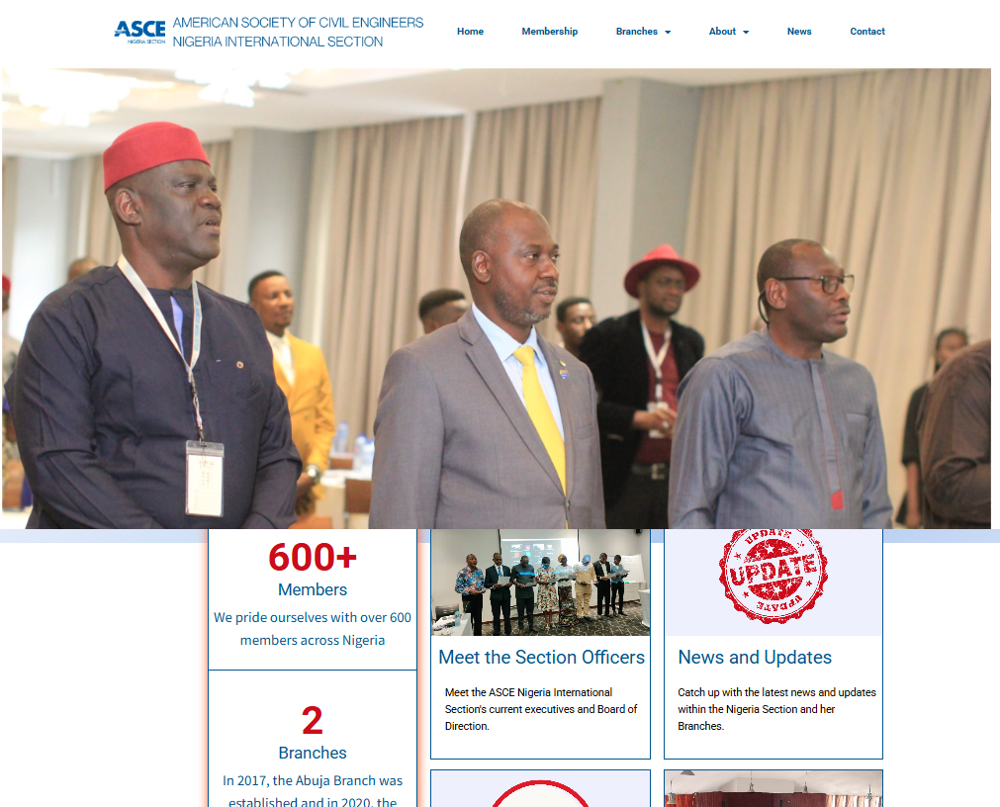 ASCE
NIGERIA SECTION
AMERICAN SOCIETY OF CIVIL ENGINEERS
NIGERIA INTERNATIONAL SECTION
Home
Membership
Branches
About
News
Contact
600+
Members
We pride ourselves with over 600
members across Nigeria
2
Branches
In 2017, the Abuja Branch was
established and in 2020, the
Meet the Section Officers
Meet the ASCE Nigeria International
Section's current executives and Board of
Direction.
UPDATE
UPDATE
UPDATE
News and Updates
Catch up with the latest news and updates
within the Nigeria Section and her
Branches.